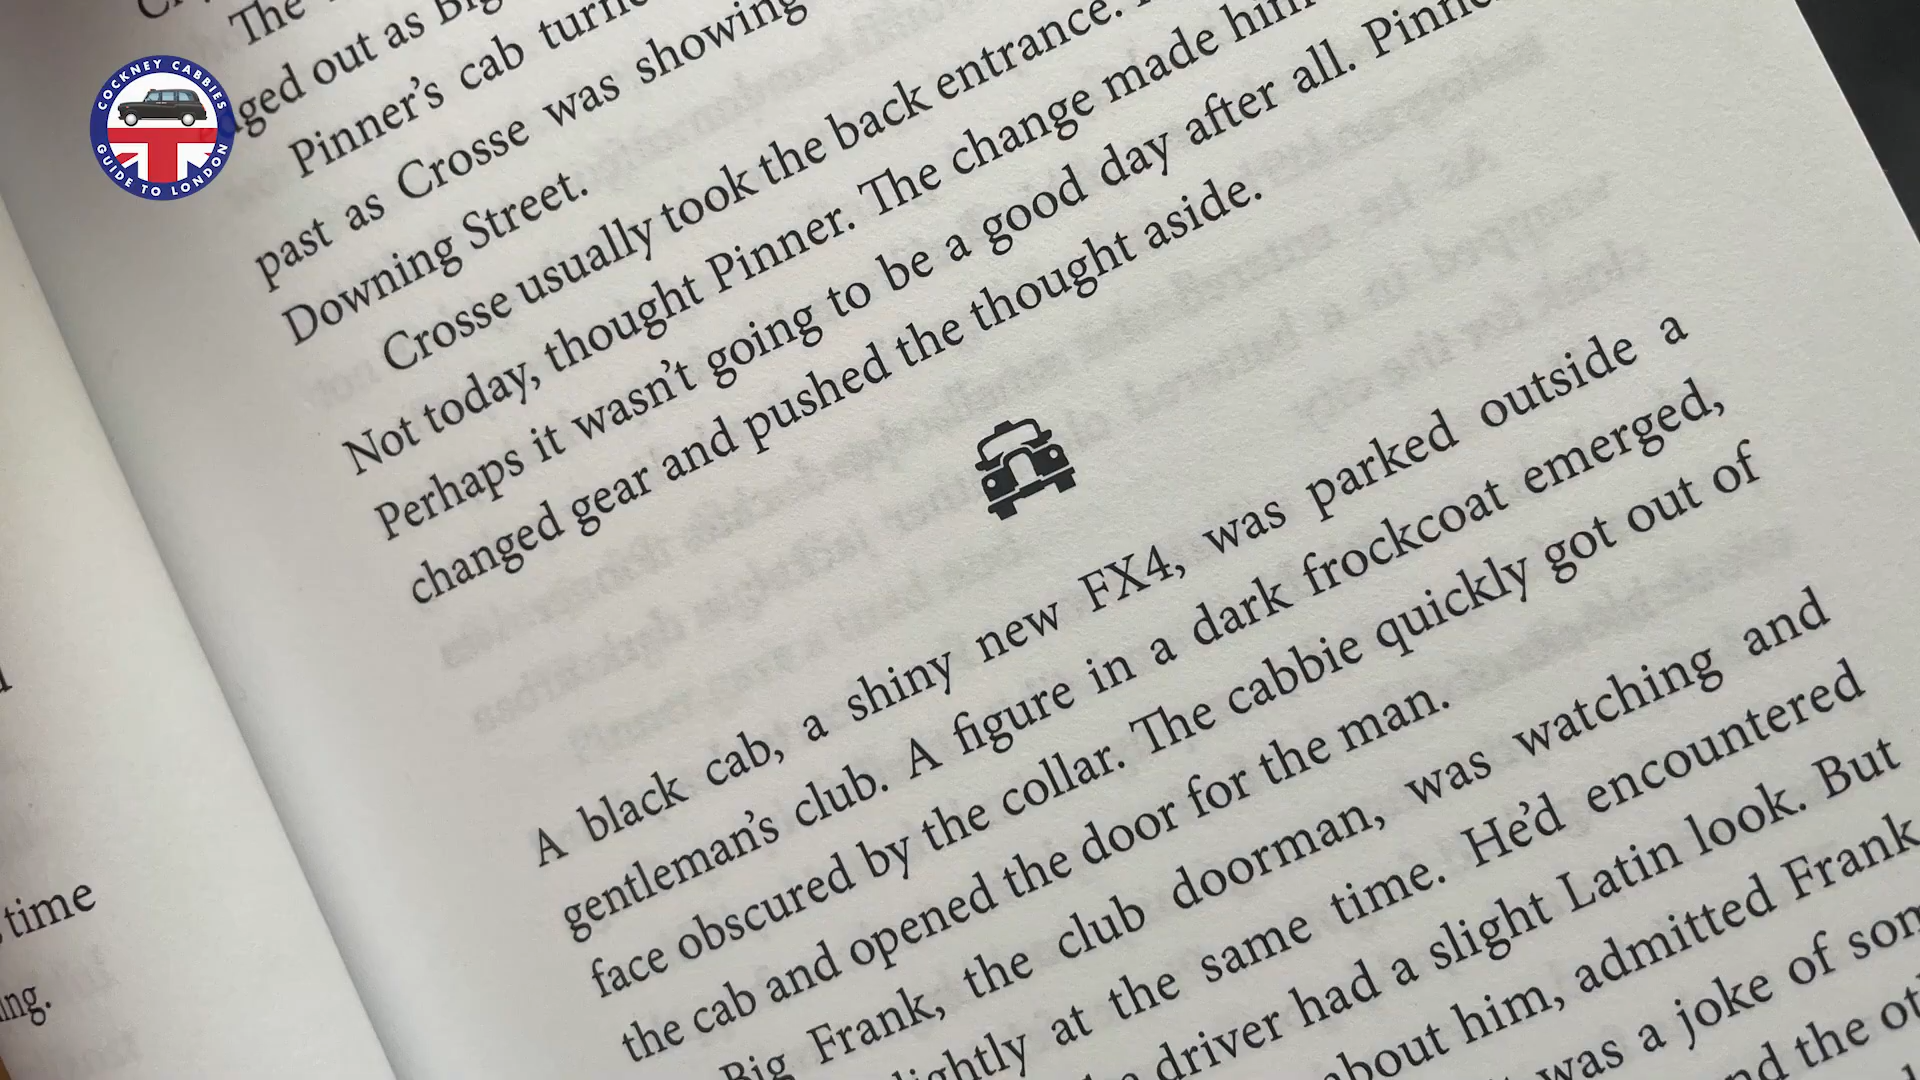 COCKNEY CABBIES
GUIDE TO LONDON
The
ged out as Big
Pinner's cab turne
past as Crosse was showing
Downing Street.
Crosse usually took the back entrance.
Not today, thought Pinner. The change made him
Perhaps it wasn't going to be a good day after all. Pinne
changed gear and pushed the thought aside.
A black cab, a shiny new FX4, was parked outside a
gentleman's club. A figure in a dark frockcoat emerged,
face obscured by the collar. The cabbie quickly got out of
the cab and opened the door for the man.
Big Frank, the club doorman, was watching and
ightly at the same time. He'd encountered
driver had a slight Latin look. But
about him, admitted Frank
was a joke of som
nd the ot
time
ing.